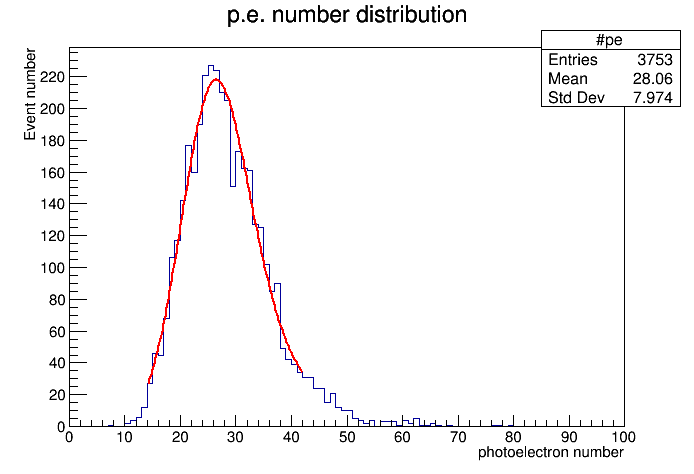 p.e. number distribution
#pe
Entries 3753
Mean 28.06
Std Dev 7.974
Event number
220
200
180
160
140
120
100
80
60
40
20
0
0 10 20 30 40 50 60 70 80 90 100
photoelectron number